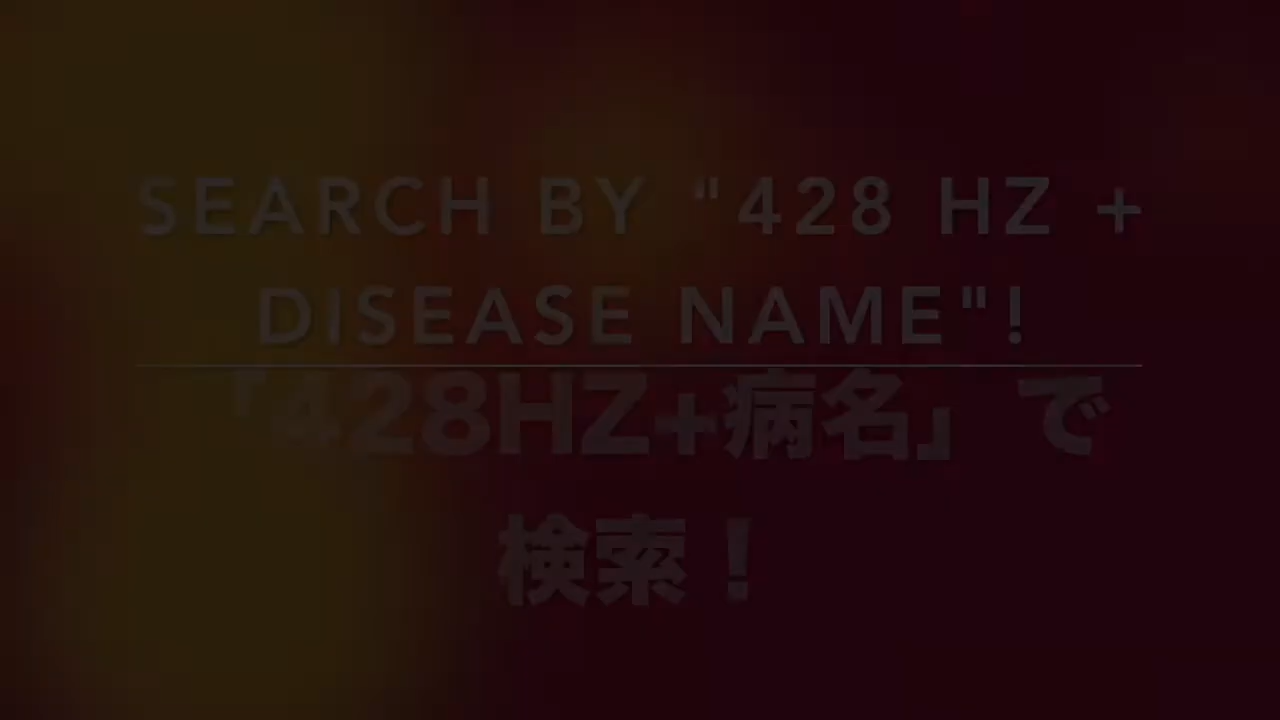 SEARCH BY "428 HZ +
DISEASE NAME"!
「428HZ+病名」で
検索！